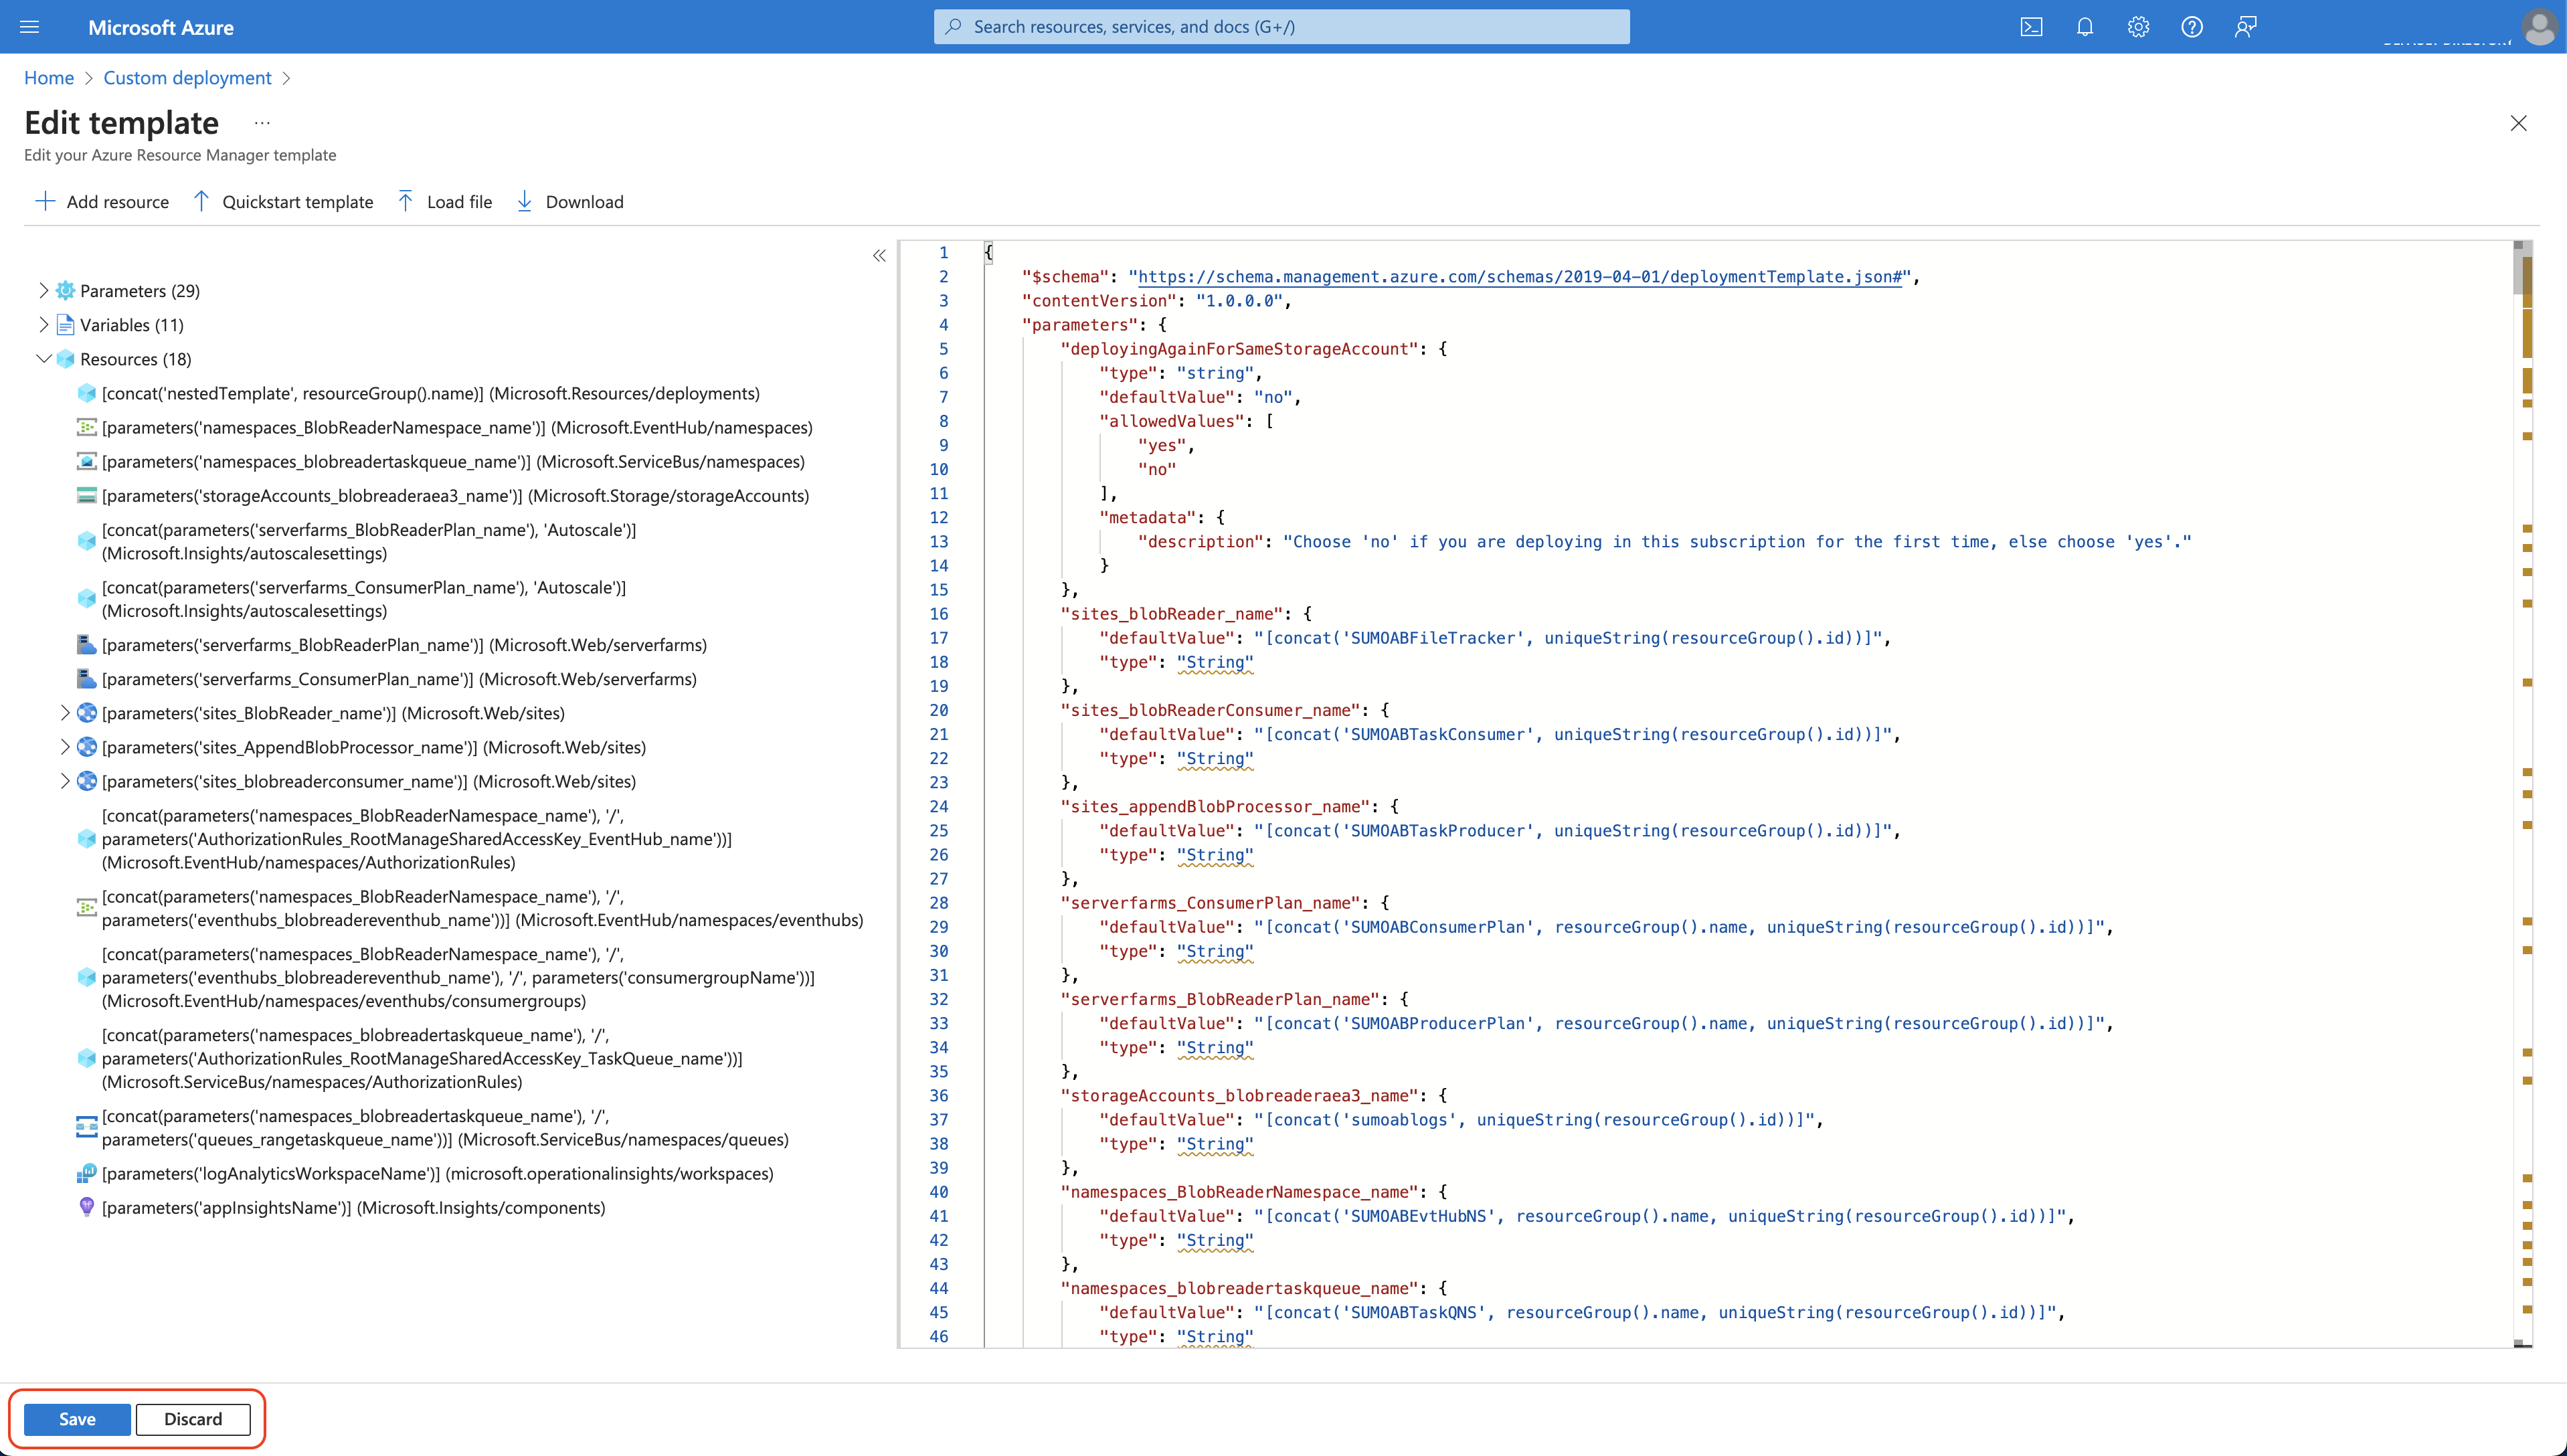 Microsoft Azure
Search resources, services, and docs (G+/)
Home
Custom deployment
Edit template
...
Edit your Azure Resource Manager template
Add resource
Quickstart template
Load file
Download
Parameters (29)
Variables (11)
Resources (18)
[concat('nestedTemplate', resourceGroup().name)] (Microsoft.Resources/deployments)
[parameters('namespaces_BlobReaderNamespace_name')] (Microsoft.EventHub/namespaces)
[parameters('namespaces_blobreadertaskqueue_name')] (Microsoft.ServiceBus/namespaces)
[parameters('storageAccounts_blobreaderaea3_name')] (Microsoft.Storage/storageAccounts)
[concat(parameters('serverfarms_BlobReaderPlan_name'), 'Autoscale')]
(Microsoft.Insights/autoscalesettings)
[concat(parameters('serverfarms_ConsumerPlan_name'), 'Autoscale')]
(Microsoft.Insights/autoscalesettings)
[parameters('serverfarms_BlobReaderPlan_name')] (Microsoft.Web/serverfarms)
[parameters('serverfarms_ConsumerPlan_name')] (Microsoft.Web/serverfarms)
[parameters('sites_BlobReader_name')] (Microsoft.Web/sites)
[parameters('sites_AppendBlobProcessor_name')] (Microsoft.Web/sites)
[parameters('sites_blobreaderconsumer_name')] (Microsoft.Web/sites)
[concat(parameters('namespaces_BlobReaderNamespace_name'), '/',
parameters('AuthorizationRules_RootManageSharedAccessKey_EventHub_name'))]
(Microsoft.EventHub/namespaces/AuthorizationRules)
[concat(parameters('namespaces_BlobReaderNamespace_name'), '/',
parameters('eventhubs_blobreadereventhub_name'))] (Microsoft.EventHub/namespaces/eventhubs)
[concat(parameters('namespaces_BlobReaderNamespace_name'), '/',
parameters('eventhubs_blobreadereventhub_name'), '/', parameters('consumergroupName'))]
(Microsoft.EventHub/namespaces/eventhubs/consumergroups)
[concat(parameters('namespaces_blobreadertaskqueue_name'), '/',
parameters('AuthorizationRules_RootManageSharedAccessKey_TaskQueue_name'))]
(Microsoft.ServiceBus/namespaces/AuthorizationRules)
[concat(parameters('namespaces_blobreadertaskqueue_name'), '/',
parameters('queues_rangetaskqueue_name'))] (Microsoft.ServiceBus/namespaces/queues)
[parameters('logAnalyticsWorkspaceName')] (microsoft.operationalinsights/workspaces)
[parameters('appInsightsName')] (Microsoft.Insights/components)
1 {
2 "$schema": "https://schema.management.azure.com/schemas/2019-04-01/deploymentTemplate.json#",
3 "contentVersion": "1.0.0.0",
4 "parameters": {
5 "deployingAgainForSameStorageAccount": {
6 "type": "string",
7 "defaultValue": "no",
8 "allowedValues": [
9 "yes",
10 "no"
11 ],
12 "metadata": {
13 "description": "Choose 'no' if you are deploying in this subscription for the first time, else choose 'yes'."
14 }
15 },
16 "sites_blobReader_name": {
17 "defaultValue": "[concat('SUMOABFileTracker', uniqueString(resourceGroup().id))]",
18 "type": "String"
19 },
20 "sites_blobReaderConsumer_name": {
21 "defaultValue": "[concat('SUMOABTaskConsumer', uniqueString(resourceGroup().id))]",
22 "type": "String"
23 },
24 "sites_appendBlobProcessor_name": {
25 "defaultValue": "[concat('SUMOABTaskProducer', uniqueString(resourceGroup().id))]",
26 "type": "String"
27 },
28 "serverfarms_ConsumerPlan_name": {
29 "defaultValue": "[concat('SUMOABConsumerPlan', resourceGroup().name, uniqueString(resourceGroup().id))]",
30 "type": "String"
31 },
32 "serverfarms_BlobReaderPlan_name": {
33 "defaultValue": "[concat('SUMOABProducerPlan', resourceGroup().name, uniqueString(resourceGroup().id))]",
34 "type": "String"
35 },
36 "storageAccounts_blobreaderaea3_name": {
37 "defaultValue": "[concat('sumoablogs', uniqueString(resourceGroup().id))]",
38 "type": "String"
39 },
40 "namespaces_BlobReaderNamespace_name": {
41 "defaultValue": "[concat('SUMOABEvtHubNS', resourceGroup().name, uniqueString(resourceGroup().id))]",
42 "type": "String"
43 },
44 "namespaces_blobreadertaskqueue_name": {
45 "defaultValue": "[concat('SUMOABTaskQNS', resourceGroup().name, uniqueString(resourceGroup().id))]",
46 "type": "String"
Save
Discard